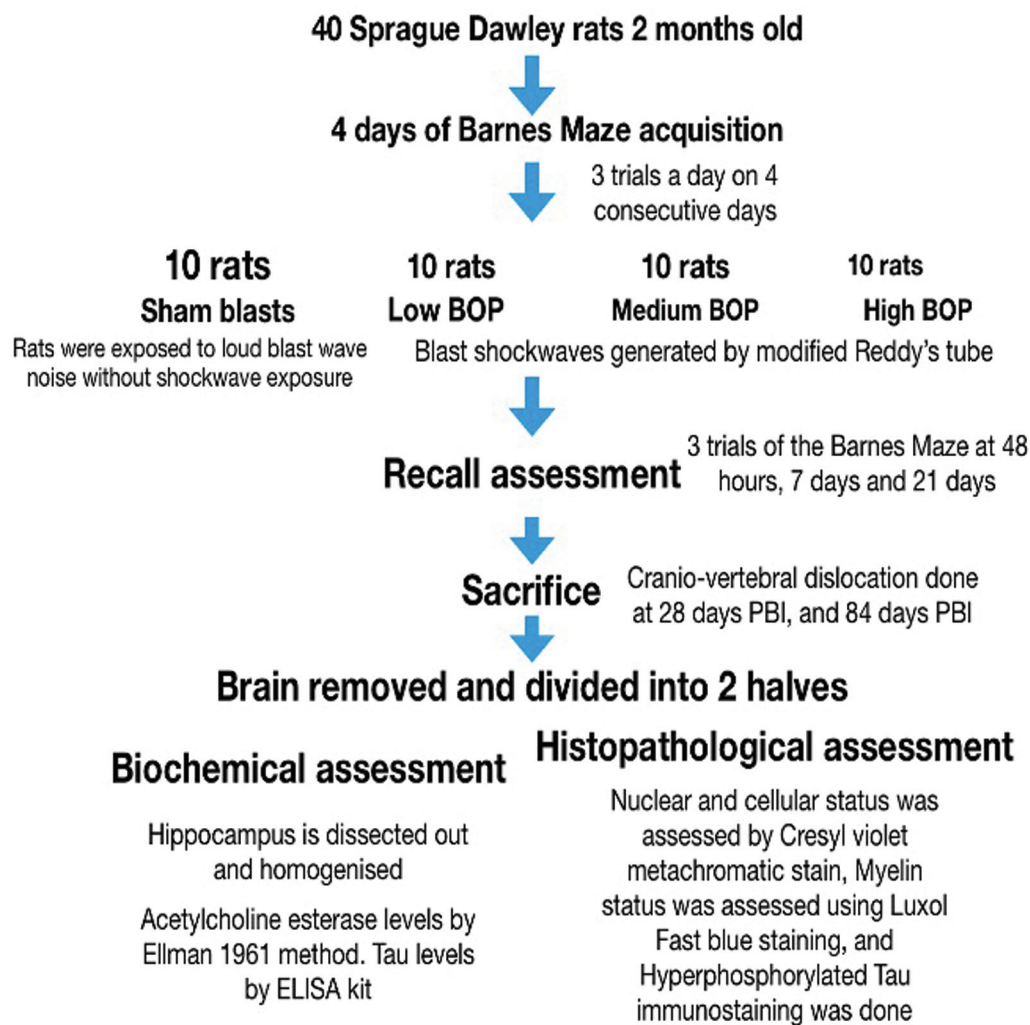 40 Sprague Dawley rats 2 months old
4 days of Barnes Maze acquisition
3 trials a day on 4
consecutive days
10 rats
Sham blasts
Rats were exposed to loud blast wave
noise without shockwave exposure
10 rats
Low BOP
10 rats
Medium BOP
10 rats
High BOP
Blast shockwaves generated by modified Reddy's tube
Recall assessment
3 trials of the Barnes Maze at 48
hours, 7 days and 21 days
Sacrifice
Cranio-vertebral dislocation done
at 28 days PBI, and 84 days PBI
Brain removed and divided into 2 halves
Biochemical assessment
Hippocampus is dissected out
and homogenised
Acetylcholine esterase levels by
Ellman 1961 method. Tau levels
by ELISA kit
Histopathological assessment
Nuclear and cellular status was
assessed by Cresyl violet
metachromatic stain, Myelin
status was assessed using Luxol
Fast blue staining, and
Hyperphosphorylated Tau
immunostaining was done